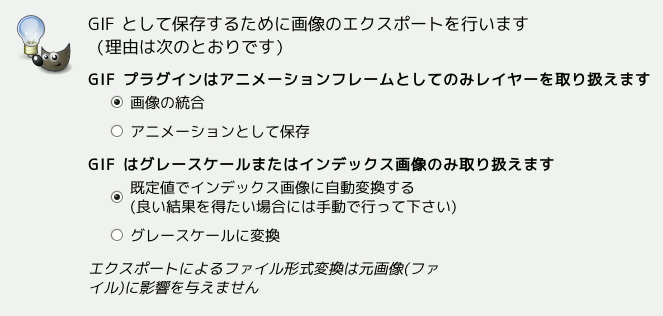 GIF として保存するために画像のエクスポートを行います
（理由は次のとおりです）
GIF プラグインはアニメーションフレームとしてのみレイヤーを取り扱えます
画像の統合
アニメーションとして保存
GIF はグレースケールまたはインデックス画像のみ取り扱えます
既定値でインデックス画像に自動変換する
(良い結果を得たい場合には手動で行って下さい)
グレースケールに変換
エクスポートによるファイル形式変換は元画像(ファ
イル)に影響を与えません